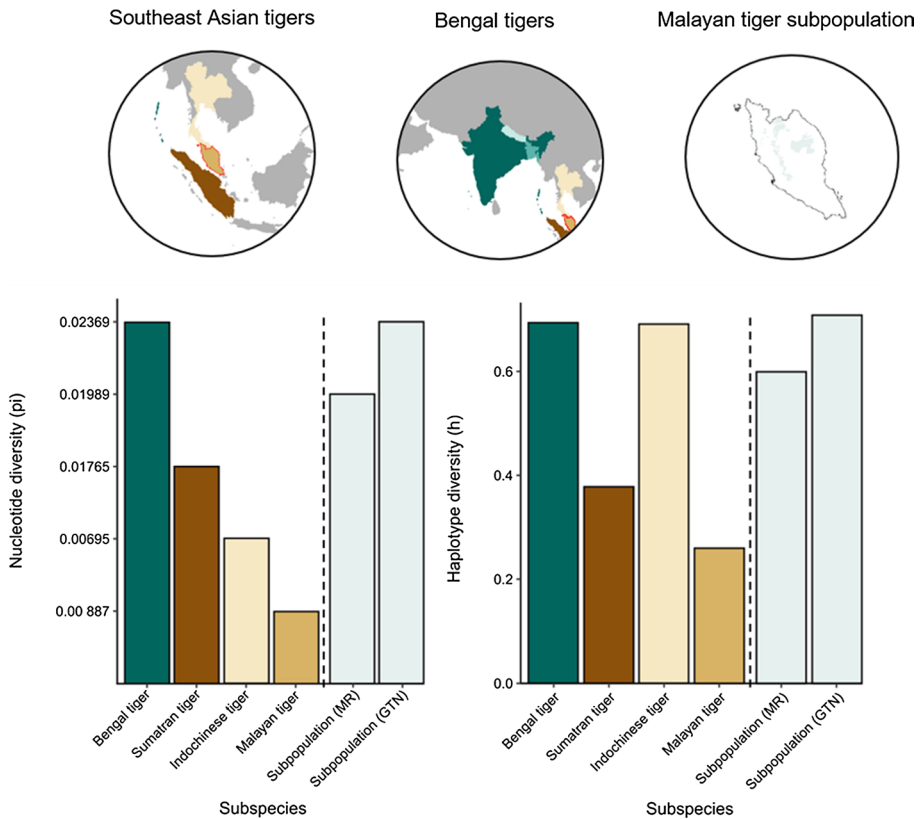 Southeast Asian tigers
Bengal tigers
Malayan tiger subpopulation
Nucleotide diversity (pi)
0.02369
0.01989
0.01765
0.00695
0.00 887
Bengal tiger
Sumatran tiger
Indochinese tiger
Malayan tiger
Subpopulation (MR)
Subpopulation (GTN)
Subspecies
Haplotype diversity (h)
0.6
0.4
0.2
0.0
Bengal tiger
Sumatran tiger
Indochinese tiger
Malayan tiger
Subpopulation (MR)
Subpopulation (GTN)
Subspecies